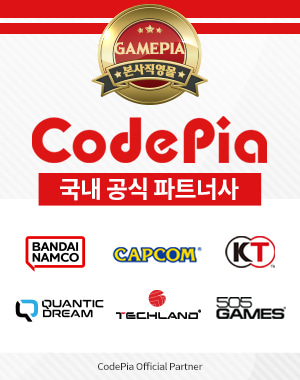 GAMEPIA
본사직영몰
CodePia
국내 공식 파트너사
BANDAI
NAMCO
CAPCOM
KT
QUANTIC
DREAM
TECHLAND
505
GAMES
CodePia Official Partner